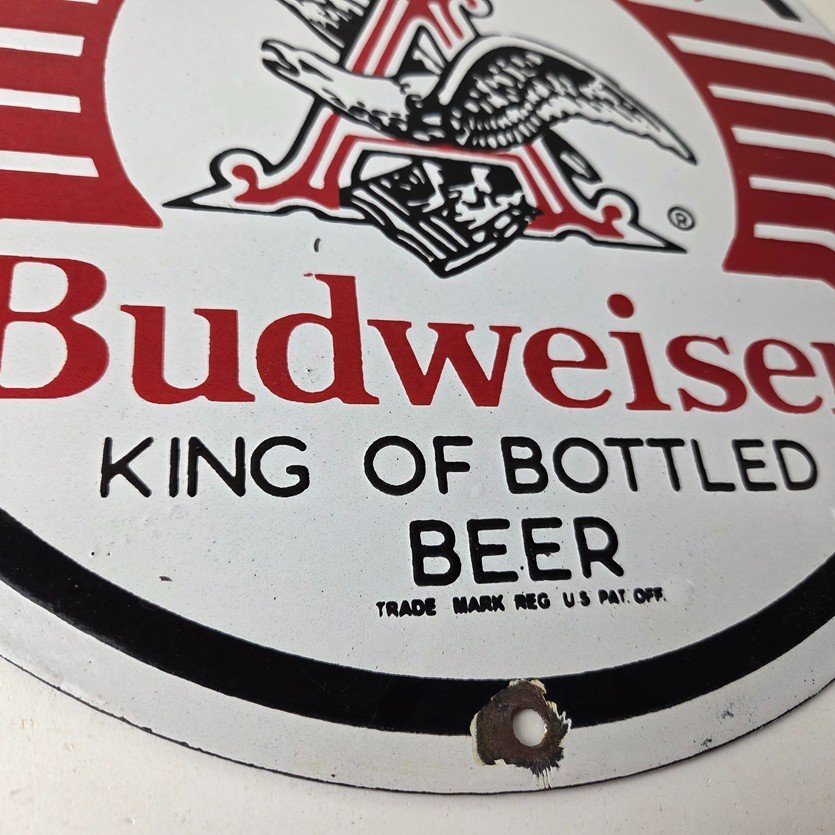 ®
Budweiser
KING OF BOTTLED
BEER
TRADE MARK REG U S PAT. OFF.